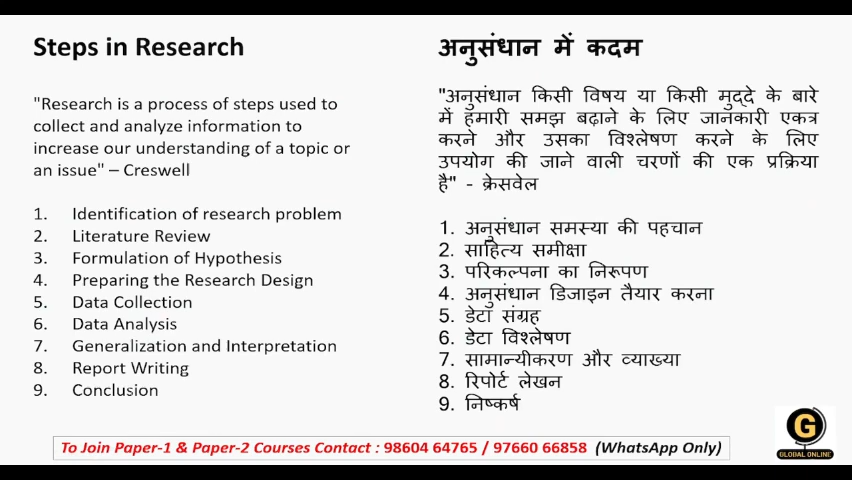 Steps in Research
"Research is a process of steps used to
collect and analyze information to
increase our understanding of a topic or
an issue" – Creswell
1. Identification of research problem
2. Literature Review
3. Formulation of Hypothesis
4. Preparing the Research Design
5. Data Collection
6. Data Analysis
7. Generalization and Interpretation
8. Report Writing
9. Conclusion
अनुसंधान में कदम
"अनुसंधान किसी विषय या किसी मुद्दे के बारे
में हमारी समझ बढ़ाने के लिए जानकारी एकत्र
करने और उसका विश्लेषण करने के लिए
उपयोग की जाने वाली चरणों की एक प्रक्रिया
है" - क्रेसवेल
1. अनुसंधान समस्या की पहचान
2. साहित्य समीक्षा
3. परिकल्पना का निरूपण
4. अनुसंधान डिजाइन तैयार करना
5. डेटा संग्रह
6. डेटा विश्लेषण
7. सामान्यीकरण और व्याख्या
8. रिपोर्ट लेखन
9. निष्कर्ष
To Join Paper-1 & Paper-2 Courses Contact : 98604 64765 / 97660 66858 (WhatsApp Only)
G
GLOBAL ONLINE